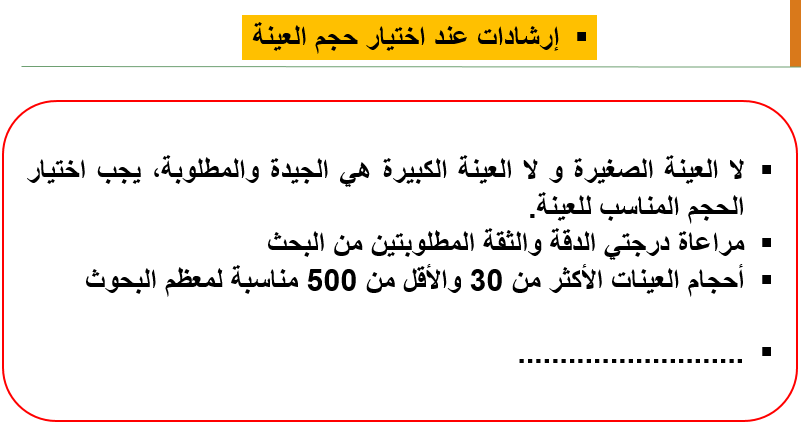 ▪ إرشادات عند اختيار حجم العينة
▪ لا العينة الصغيرة و لا العينة الكبيرة هي الجيدة والمطلوبة، يجب اختيار
الحجم المناسب للعينة.
▪ مراعاة درجتي الدقة والثقة المطلوبتين من البحث
▪ أحجام العينات الأكثر من 30 والأقل من 500 مناسبة لمعظم البحوث
▪ ...........................